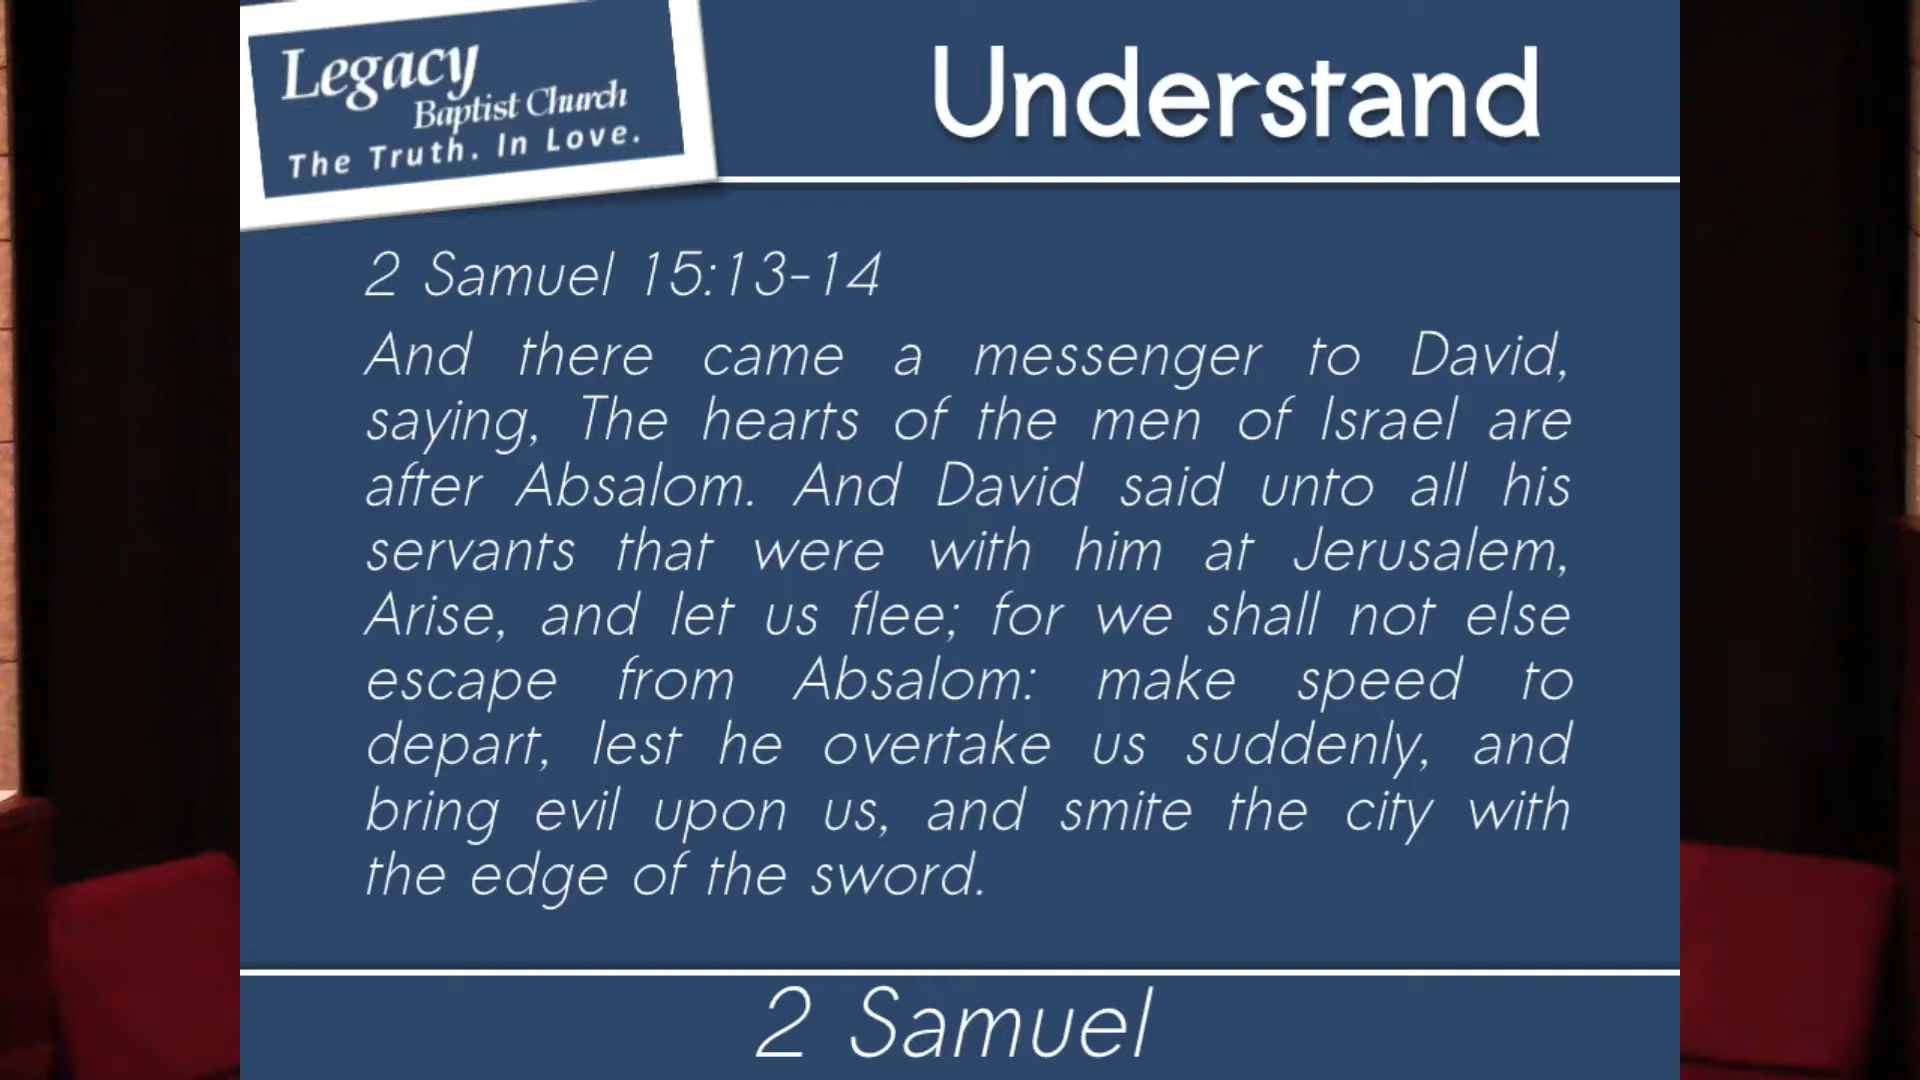 Legacy
Baptist Church
The Truth. In Love.
Understand
2 Samuel 15:13-14
And there came a messenger to David,
saying, The hearts of the men of Israel are
after Absalom. And David said unto all his
servants that were with him at Jerusalem,
Arise, and let us flee; for we shall not else
escape from Absalom: make speed to
depart, lest he overtake us suddenly, and
bring evil upon us, and smite the city with
the edge of the sword.
2 Samuel